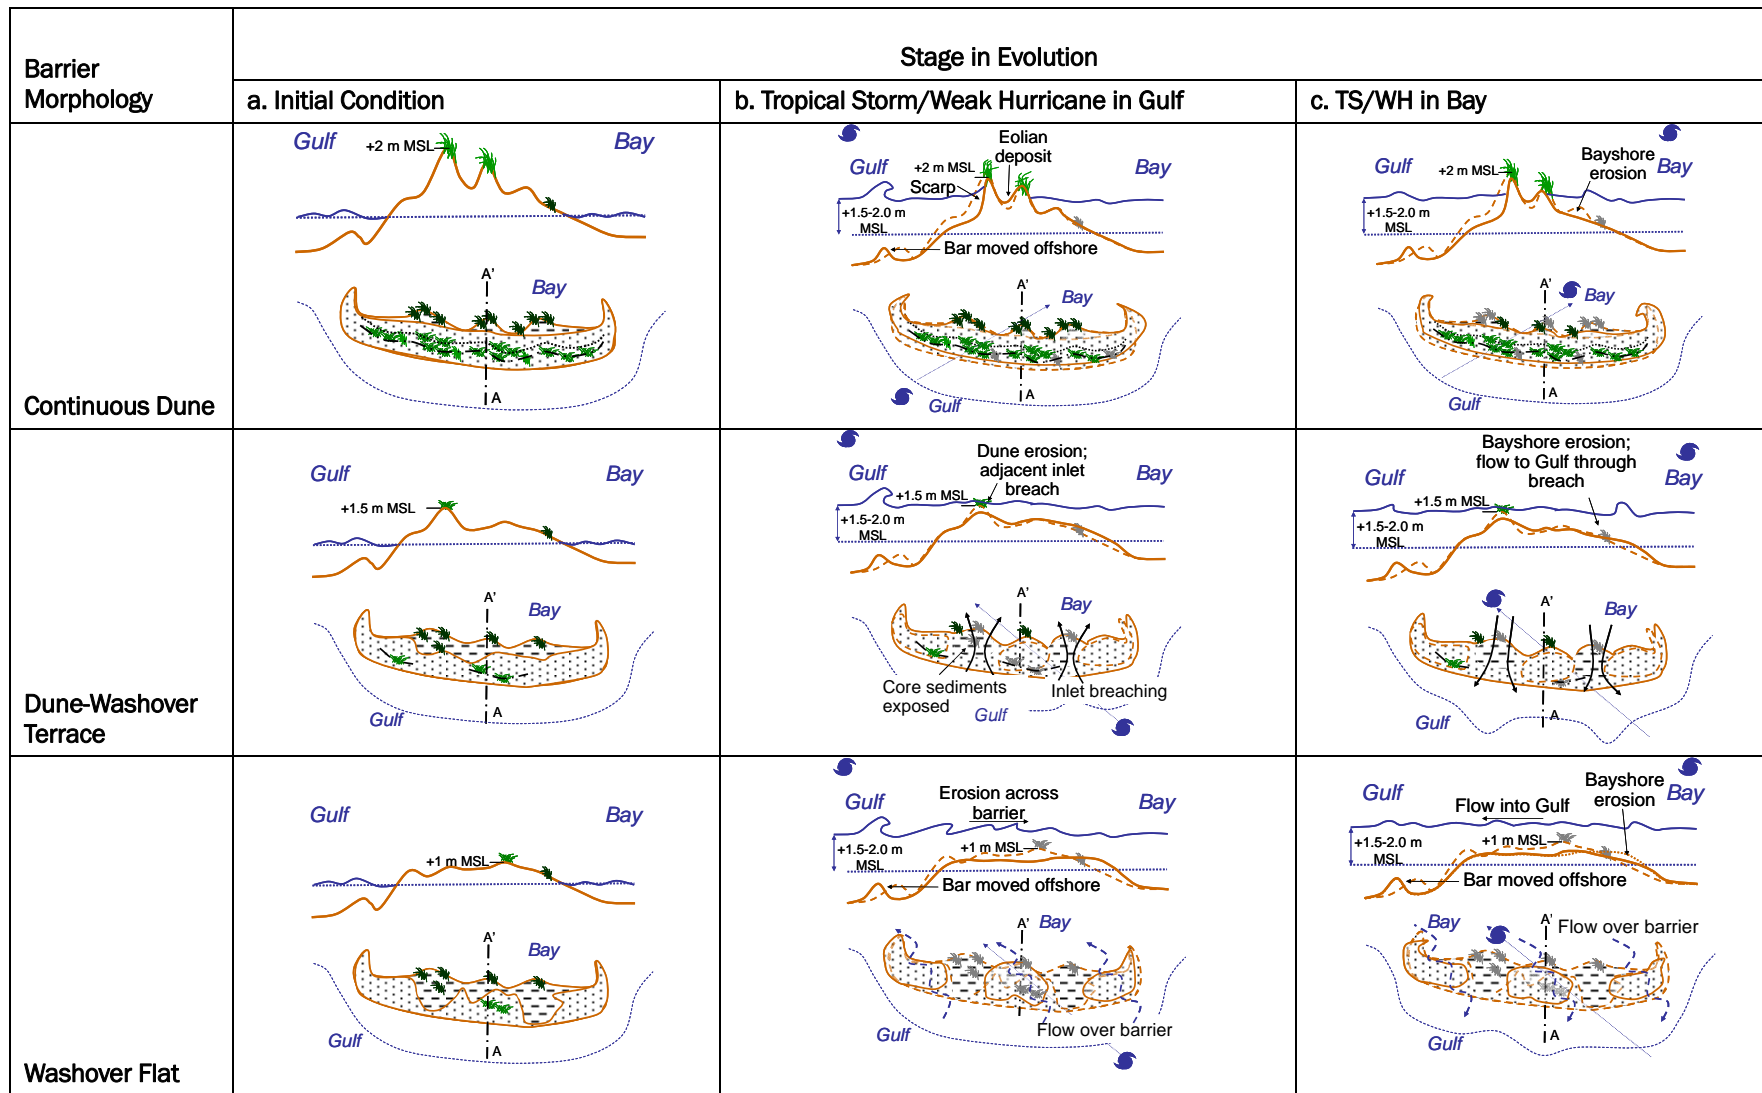 Barrier
Morphology
Stage in Evolution
a. Initial Condition
b. Tropical Storm/Weak Hurricane in Gulf
c. TS/WH in Bay
Continuous Dune
Gulf
+2 m MSL
Bay
A'
Bay
A
Gulf
Eolian
deposit
Bay
+2 m MSL
Scarp
+1.5-2.0 m
MSL
Bar moved offshore
A'
Bay
A
Gulf
Gulf
+2 m MSL
Bayshore
erosion
Bay
+1.5-2.0 m
MSL
A'
Bay
A
Gulf
Dune-Washover
Terrace
Gulf
Bay
+1.5 m MSL
A'
Bay
Gulf
A
Gulf
Dune erosion;
adjacent inlet
breach
Bay
+1.5 m MSL
+1.5-2.0 m
MSL
A'
Bay
Core sediments
exposed
Inlet breaching
Gulf
Bayshore erosion;
flow to Gulf through
breach
Gulf
Bay
+1.5 m MSL
+1.5-2.0 m
MSL
A'
Bay
Gulf
A
Washover Flat
Gulf
Bay
+1 m MSL
A'
Bay
Gulf
A
Gulf
Erosion across
barrier
Bay
+1.5-2.0 m
MSL
+1 m MSL
Bar moved offshore
A'
Bay
Gulf
Flow over barrier
Gulf
Flow into Gulf
Bayshore
erosion
Bay
+1.5-2.0 m
MSL
+1 m MSL
Bar moved offshore
Bay
A'
Flow over barrier
Gulf
A